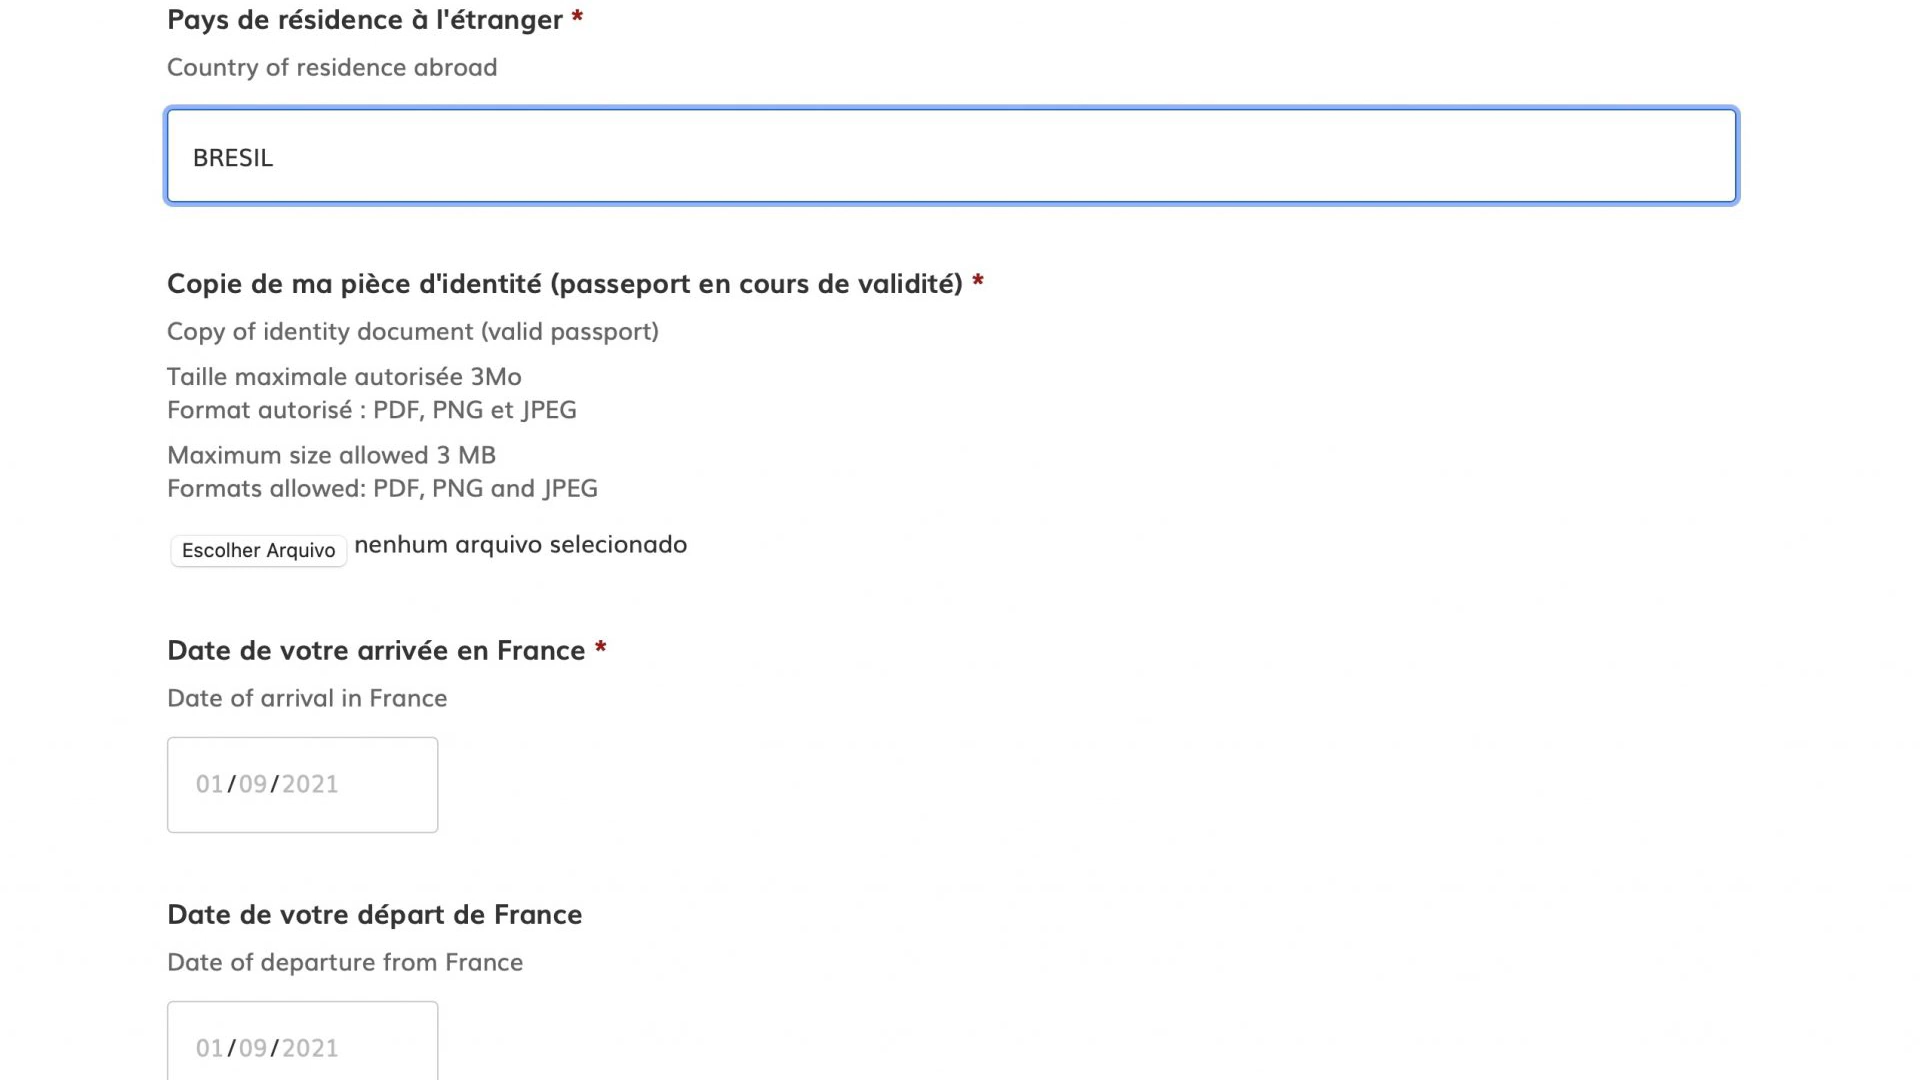 Pays de résidence à l'étranger *
Country of residence abroad
BRESIL
Copie de ma pièce d'identité (passeport en cours de validité) *
Copy of identity document (valid passport)
Taille maximale autorisée 3Mo
Format autorisé : PDF, PNG et JPEG
Maximum size allowed 3 MB
Formats allowed: PDF, PNG and JPEG
Escolher Arquivo nenhum arquivo selecionado
Date de votre arrivée en France *
Date of arrival in France
01/09/2021
Date de votre départ de France
Date of departure from France
01/09/2021